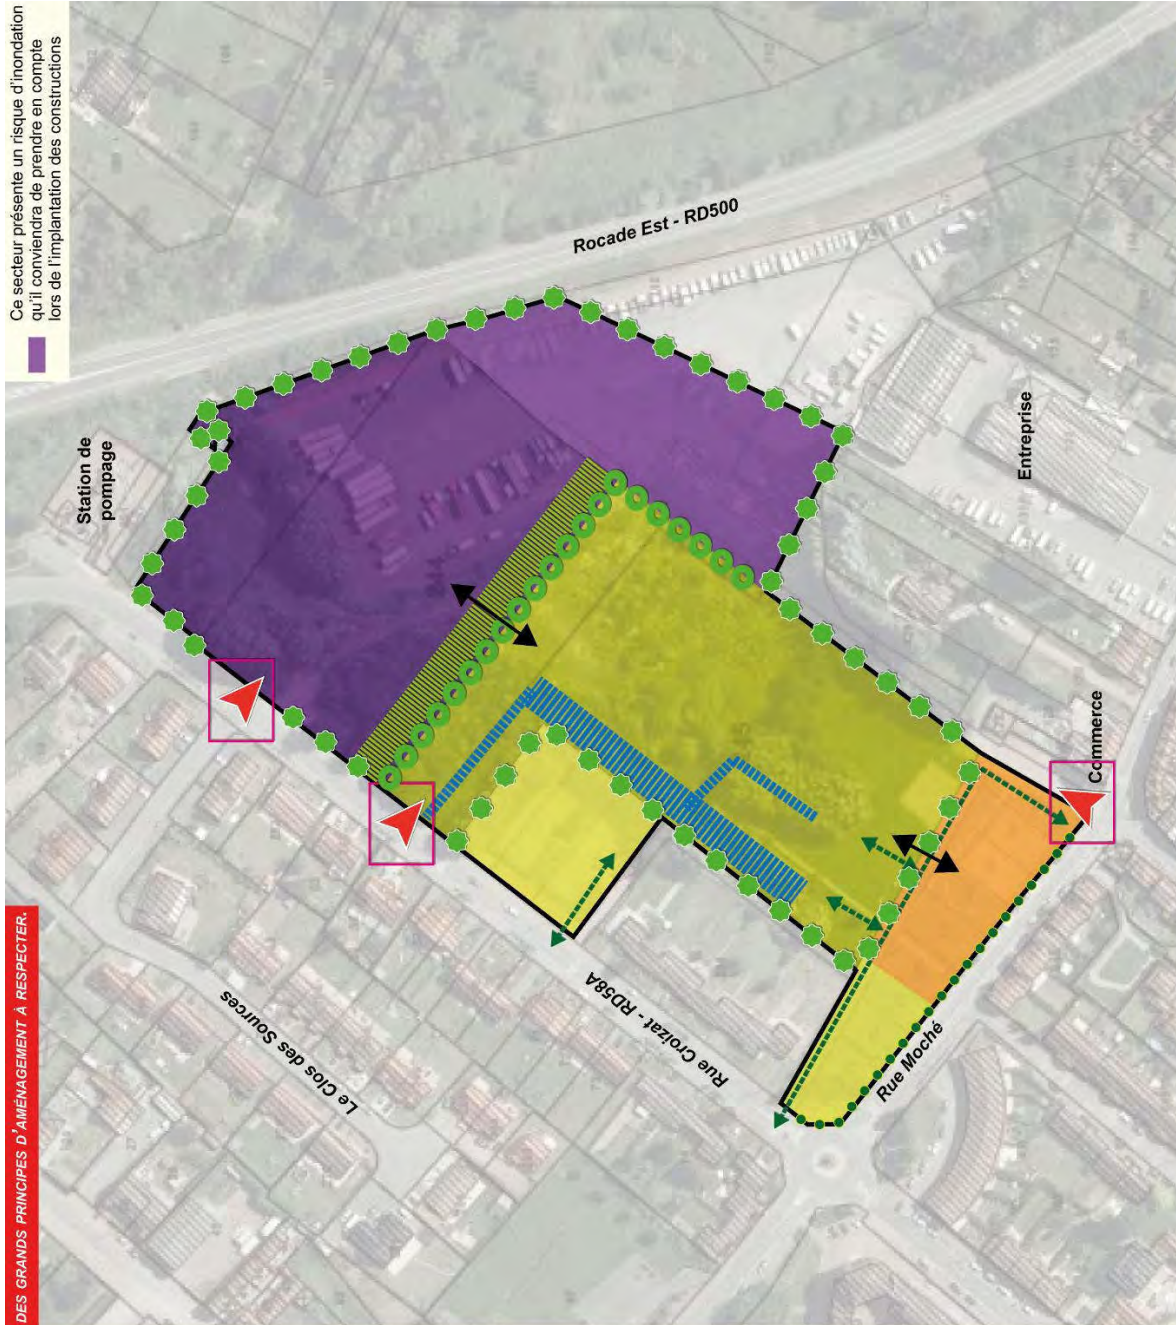 Ce secteur présente un risque d'inondation
qu'il conviendra de prendre en compte
lors de l'implantation des constructions
DES GRANDS PRINCIPES D'AMÉNAGEMENT À RESPECTER.
Rocade Est - RD500
Station de
pompage
Entreprise
Commerce
Le Clos des Sources
Rue Croizat - RD58A
Rue Moché